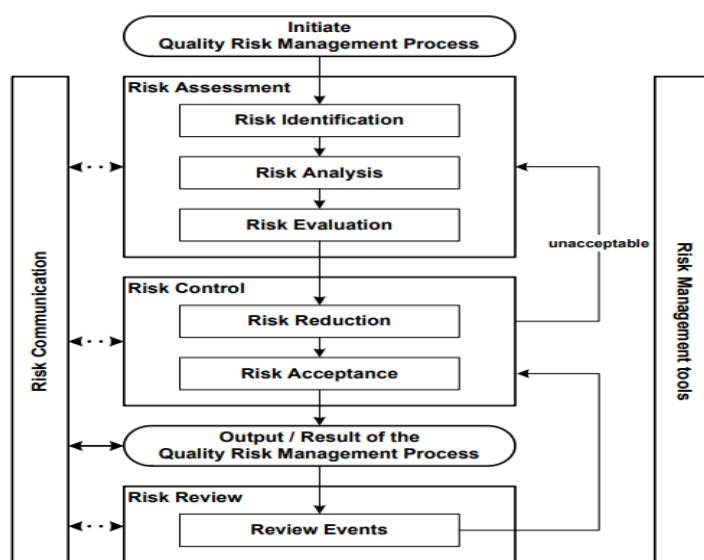 Initiate
Quality Risk Management Process
Risk Assessment
Risk Identification
Risk Analysis
Risk Evaluation
unacceptable
Risk Control
Risk Reduction
Risk Acceptance
Output / Result of the
Quality Risk Management Process
Risk Review
Review Events
Risk Communication
Risk Management tools